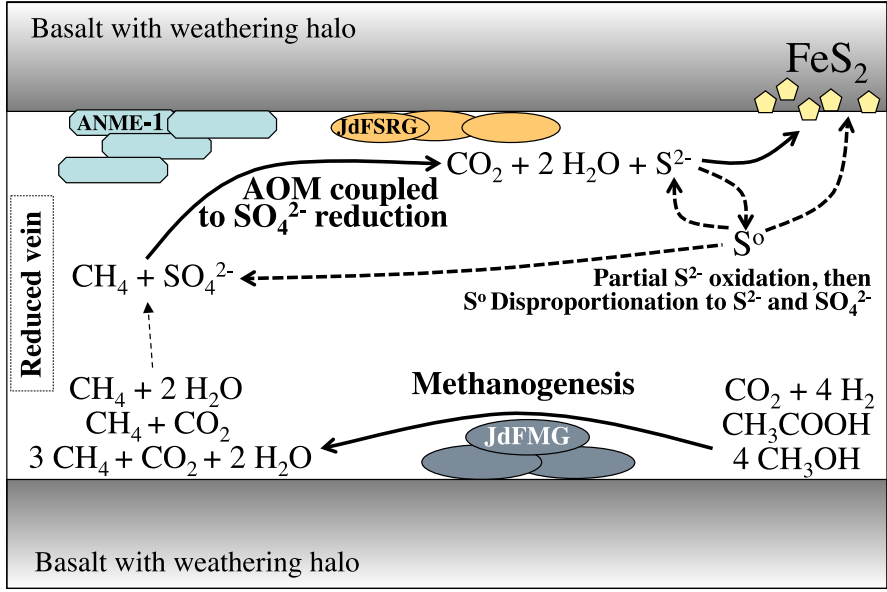 Basalt with weathering halo
FeS₂
ANME-1
JdFSRG
CO₂ + 2 H₂O + S²⁻
AOM coupled
to SO₄²⁻ reduction
S⁰
CH₄ + SO₄²⁻
Partial S²⁻ oxidation, then
S⁰ Disproportionation to S²⁻ and SO₄²⁻
Reduced vein
Methanogenesis
CH₄ + 2 H₂O
CH₄ + CO₂
3 CH₄ + CO₂ + 2 H₂O
JdFMG
CO₂ + 4 H₂
CH₃COOH
4 CH₃OH
Basalt with weathering halo